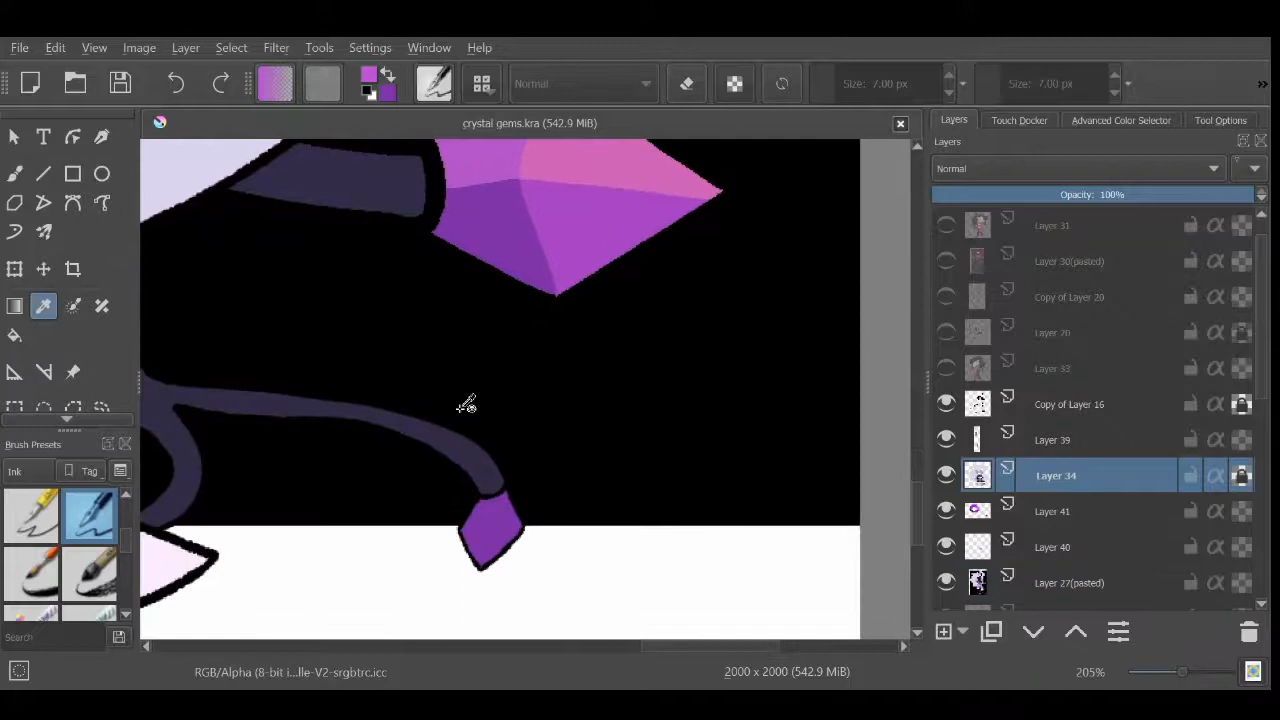 File Edit View Image Layer Select Filter Tools Settings Window Help
Normal Size: 7.00 px Size: 7.00 px »
crystal gems.kra (542.9 MiB)
Layers Touch Docker Advanced Color Selector Tool Options
Layers
Normal
Opacity: 100%
Layer 31
Layer 30(pasted)
Copy of Layer 20
Layer 20
Layer 33
Copy of Layer 16
Layer 39
Layer 34
Layer 41
Layer 40
Layer 27(pasted)
Brush Presets
Ink Tag
Search
RGB/Alpha (8-bit i...lle-V2-srgbtrc.icc
2000 x 2000 (542.9 MiB)
205%